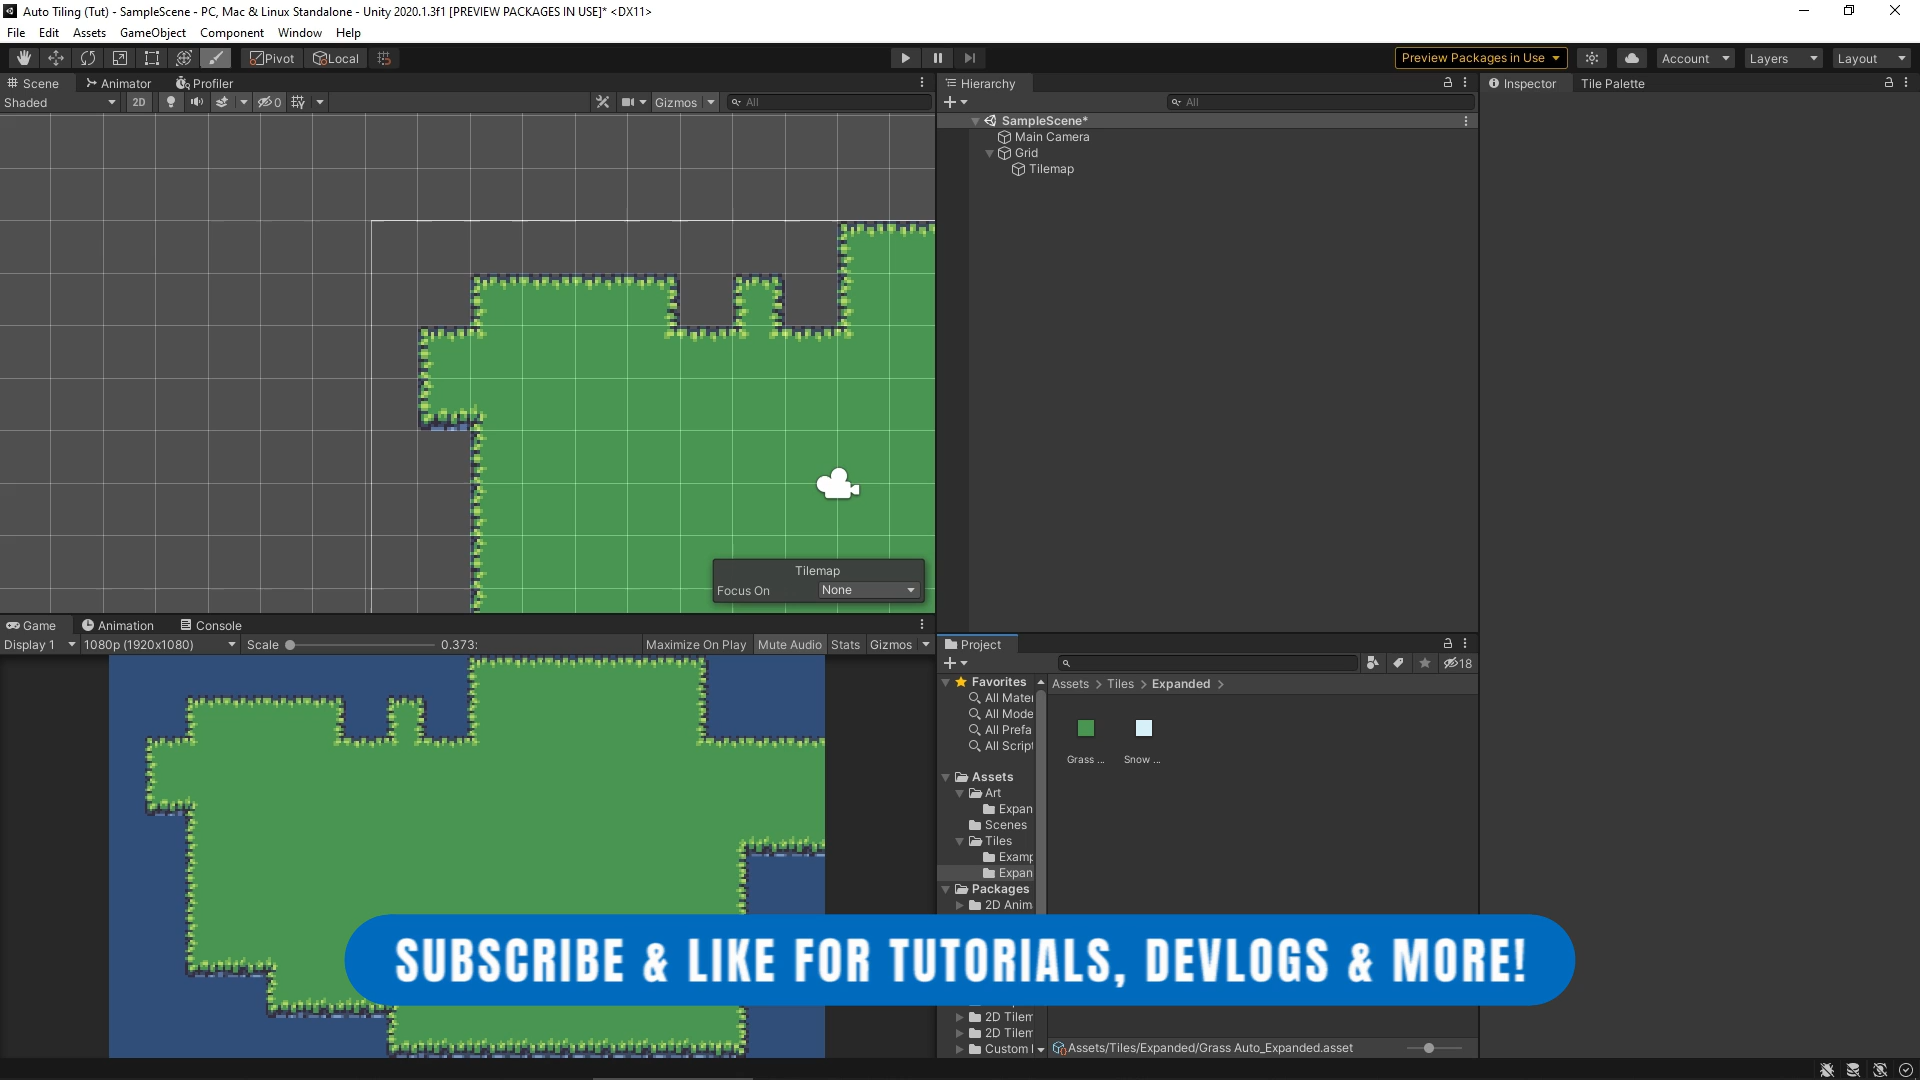 Auto Tiling (Tut) - SampleScene - PC, Mac & Linux Standalone - Unity 2020.1.3f1 [PREVIEW PACKAGES IN USE]* <DX11>
File Edit Assets GameObject Component Window Help
Pivot Local Preview Packages in Use Account Layers Layout
Scene Animator Profiler
Shaded 2D 0 Gizmos All
Tilemap
Focus On None
Game Animation Console
Display 1 1080p (1920x1080) Scale 0.373: Maximize On Play Mute Audio Stats Gizmos
Hierarchy
All
SampleScene*
Main Camera
Grid
Tilemap
Inspector Tile Palette
Project
18
Favorites
All Mater
All Mode
All Prefa
All Script
Assets
Art
Expan
Scenes
Tiles
Examp
Expan
Packages
2D Anim
2D Tilem
2D Tilem
Custom
Assets > Tiles > Expanded >
Grass ... Snow ...
Assets/Tiles/Expanded/Grass Auto_Expanded.asset
SUBSCRIBE & LIKE FOR TUTORIALS, DEVLOGS & MORE!